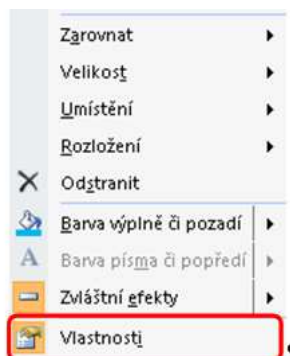 Zarovnat
Velikost
Umístění
Rozložení
Odstranit
Barva výplně či pozadí
A Barva písma či popředí
Zvláštní efekty
Vlastnosti